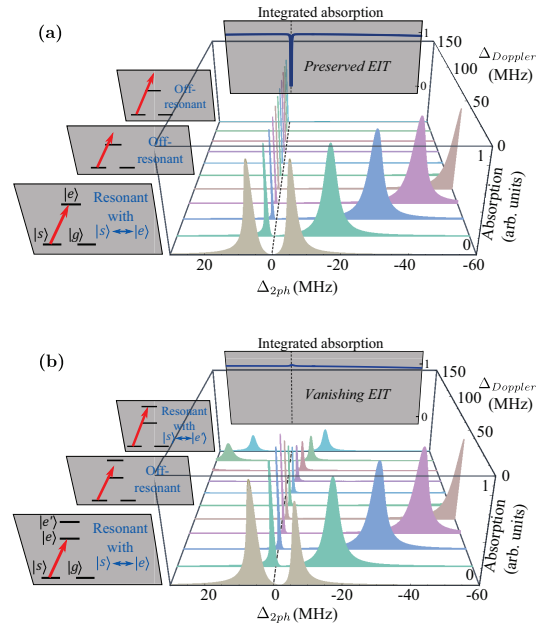 (a)
Integrated absorption
Preserved EIT
1
0
150
100
50
0
Δ_Doppler
(MHz)
Off-
resonant
Off-
resonant
|e⟩
|s⟩
|g⟩
Resonant
with
|s⟩↔|e⟩
1
0
Absorption
(arb. units)
20
0
-20
-40
-60
Δ_2ph (MHz)
(b)
Integrated absorption
Vanishing EIT
1
0
150
100
50
0
Δ_Doppler
(MHz)
Resonant
with
|s⟩↔|e'⟩
Off-
resonant
|e'⟩
|e⟩
|s⟩
|g⟩
Resonant
with
|s⟩↔|e⟩
1
0
Absorption
(arb. units)
20
0
-20
-40
-60
Δ_2ph (MHz)